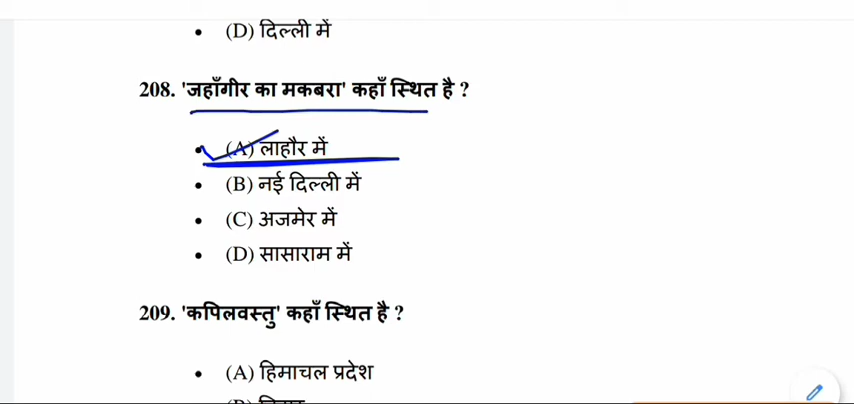 • (D) दिल्ली में
208. 'जहाँगीर का मकबरा' कहाँ स्थित है ?
• (A) लाहौर में
• (B) नई दिल्ली में
• (C) अजमेर में
• (D) सासाराम में
209. 'कपिलवस्तु' कहाँ स्थित है ?
• (A) हिमाचल प्रदेश